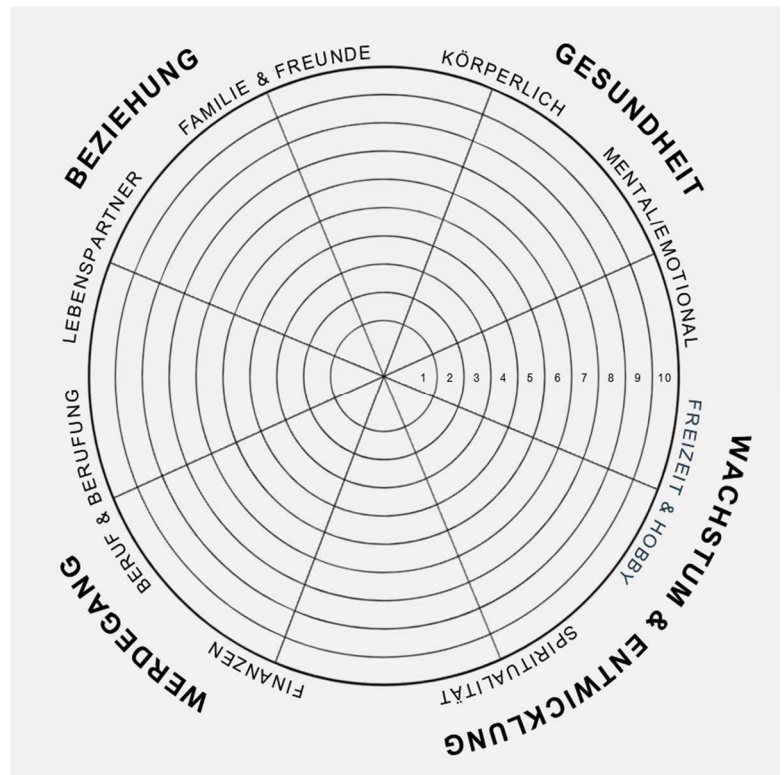 BEZIEHUNG
FAMILIE & FREUNDE
LEBENSPARTNER
GESUNDHEIT
KÖRPERLICH
MENTAL/EMOTIONAL
1 2 3 4 5 6 7 8 9 10
WACHSTUM & ENTWICKLUNG
FREIZEIT & HOBBY
SPIRITUALITÄT
WERDEGANG
FINANZEN
BERUF & BERUFUNG